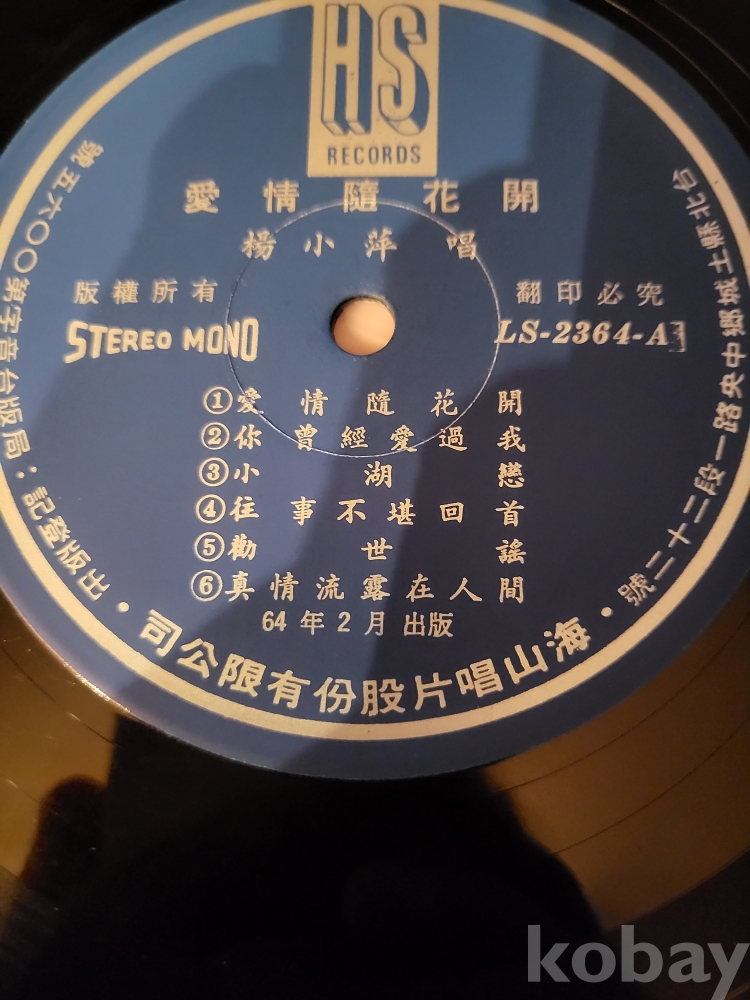 HS
RECORDS
愛情隨花開
楊小萍 唱
版權所有
翻印必究
STEREO MONO
LS-2364-A
①愛情隨花開
②你曾經愛過我
③小湖戀
④往事不堪回首
⑤勸世謠
⑥真情流露在人間
64年2月出版
海山唱片股份有限公司
出版登記：局版台音字第〇〇六五號
台北縣土城鄉中央路一段二十二號
kobay